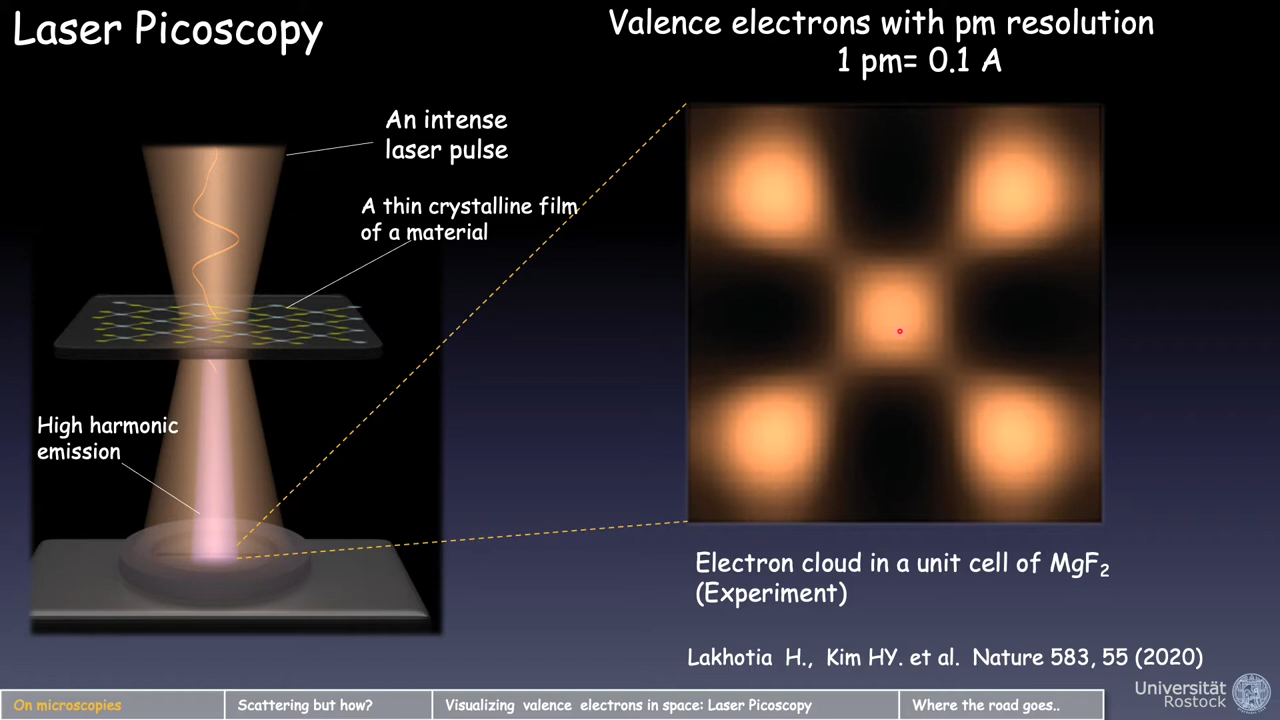 Laser Picoscopy
Valence electrons with pm resolution
1 pm= 0.1 A
An intense
laser pulse
A thin crystalline film
of a material
High harmonic
emission
Electron cloud in a unit cell of MgF₂
(Experiment)
Lakhotia H., Kim HY. et al. Nature 583, 55 (2020)
On microscopies
Scattering but how?
Visualizing valence electrons in space: Laser Picoscopy
Where the road goes..
Universität
Rostock